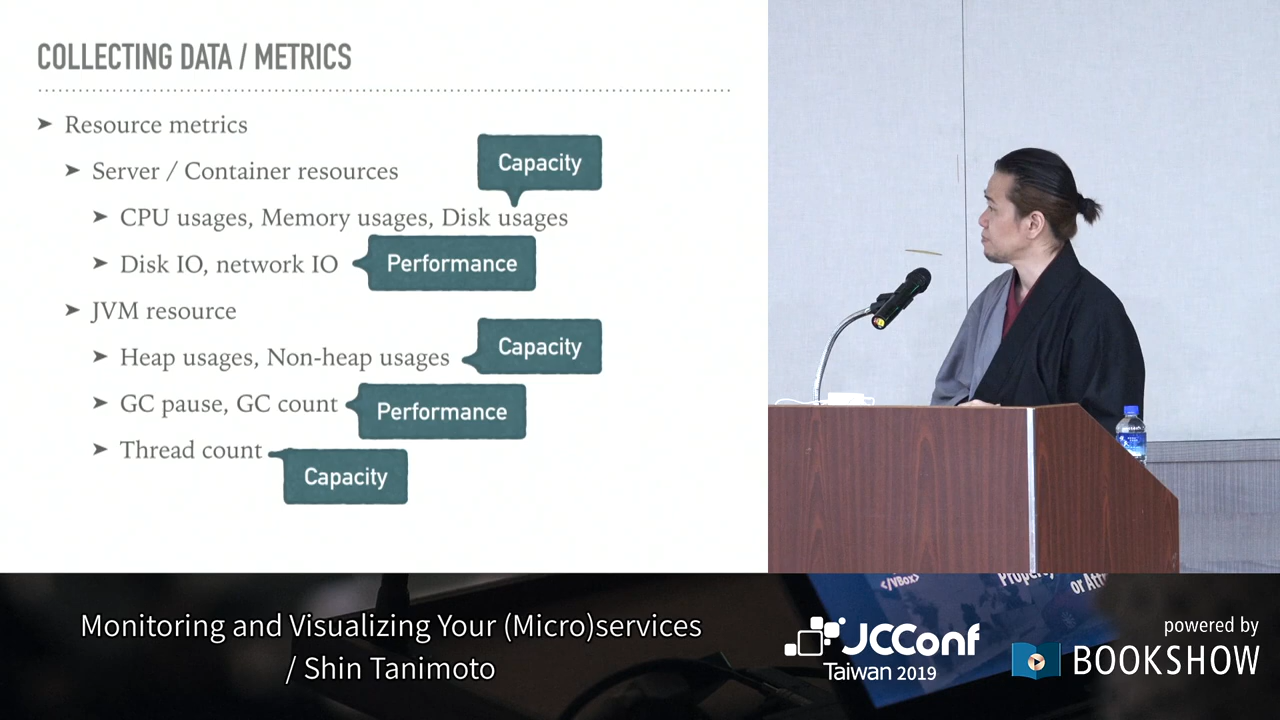 COLLECTING DATA / METRICS
➤ Resource metrics
➤ Server / Container resources
Capacity
➤ CPU usages, Memory usages, Disk usages
➤ Disk IO, network IO
Performance
➤ JVM resource
➤ Heap usages, Non-heap usages
Capacity
➤ GC pause, GC count
Performance
➤ Thread count
Capacity
</VBox>
Monitoring and Visualizing Your (Micro)services
/ Shin Tanimoto
JCConf
Taiwan 2019
powered by
BOOKSHOW